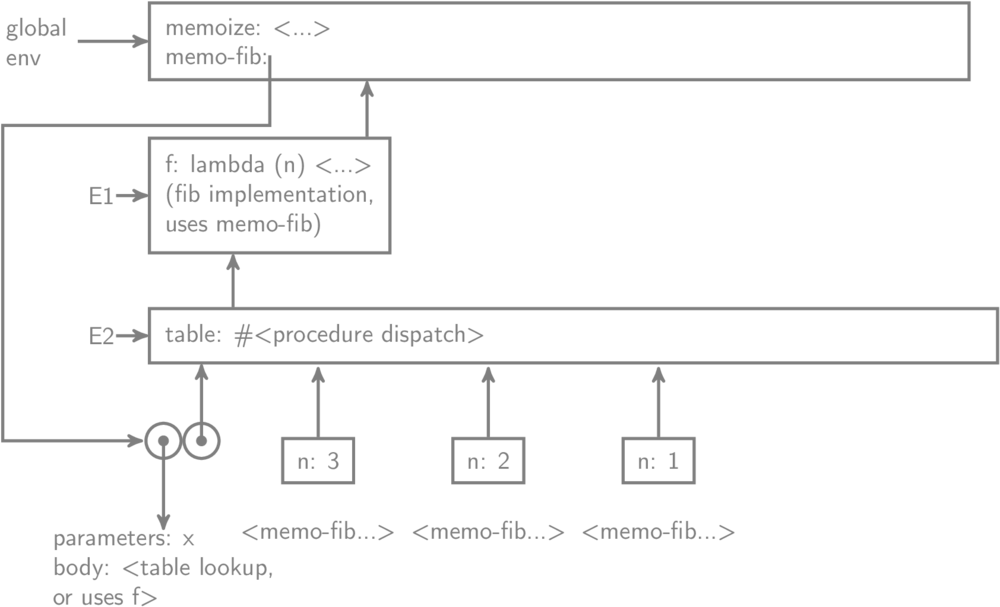 global
env
memoize: <...>
memo-fib:
f: lambda (n) <...>
(fib implementation,
uses memo-fib)
E1
E2
table: #<procedure dispatch>
n: 3
n: 2
n: 1
<memo-fib...>
<memo-fib...>
<memo-fib...>
parameters: x
body: <table lookup,
or uses f>